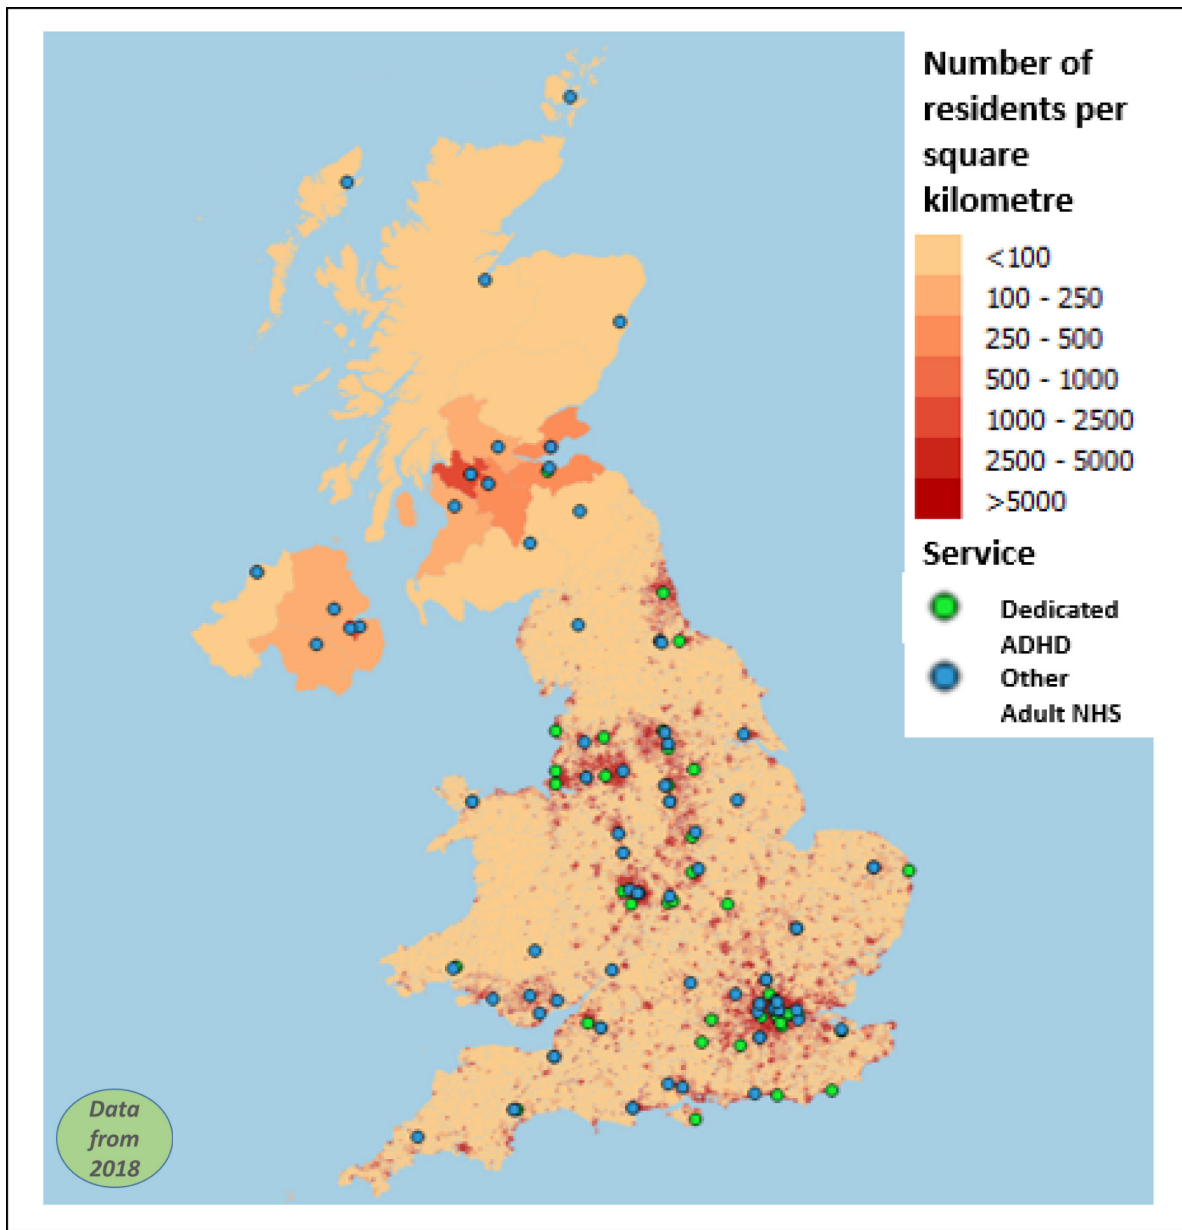 Number of
residents per
square
kilometre
<100
100 - 250
250 - 500
500 - 1000
1000 - 2500
2500 - 5000
>5000
Service
Dedicated
ADHD
Other
Adult NHS
Data
from
2018